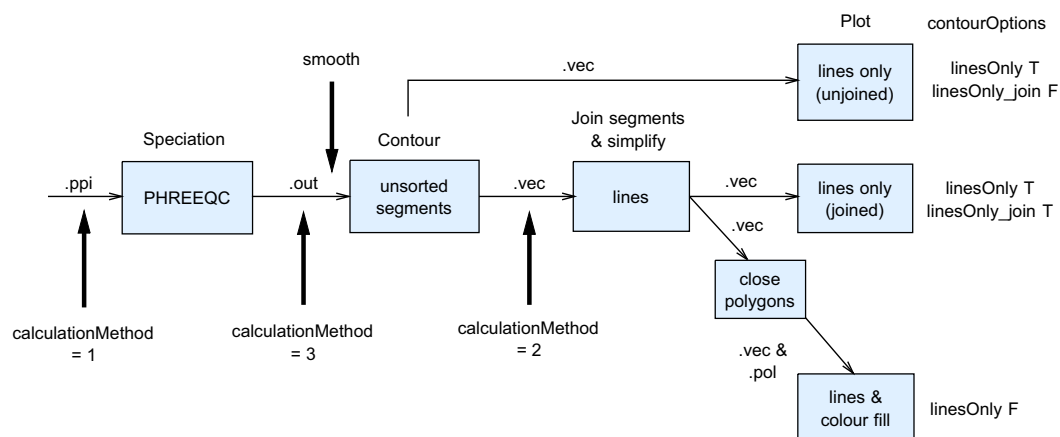 Plot
contourOptions
smooth
.vec
lines only
(unjoined)
linesOnly T
linesOnly_join F
Speciation
Contour
Join segments
& simplify
.ppi
PHREEQC
.out
unsorted
segments
.vec
lines
.vec
lines only
(joined)
linesOnly T
linesOnly_join T
.vec
close
polygons
calculationMethod
= 1
calculationMethod
= 3
calculationMethod
= 2
.vec &
.pol
lines &
colour fill
linesOnly F